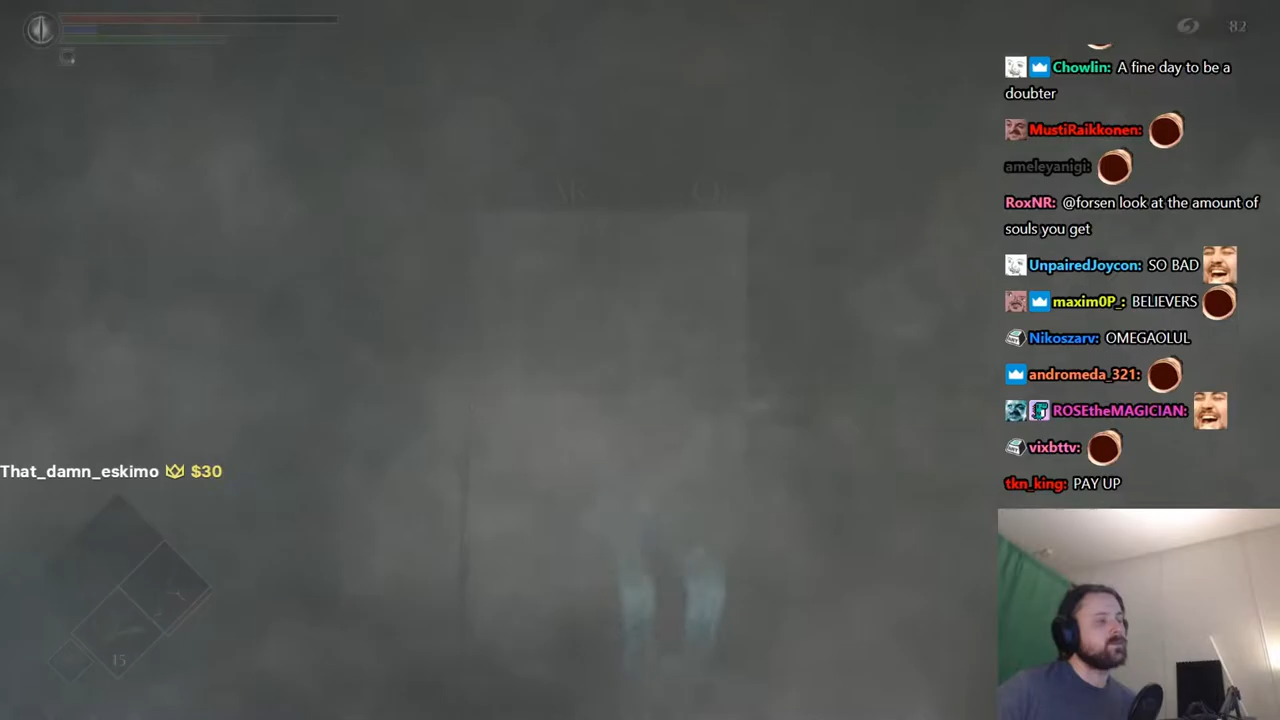 82
Chowlin: A fine day to be a
doubter
MustiRaikkonen:
ameleyanigi:
RoxNR: @forsen look at the amount of
souls you get
UnpairedJoycon: SO BAD
maxim0P_: BELIEVERS
Nikoszarv: OMEGAOLUL
andromeda_321:
ROSEtheMAGICIAN:
vixbttv:
tkn_king: PAY UP
That_damn_eskimo $30
15